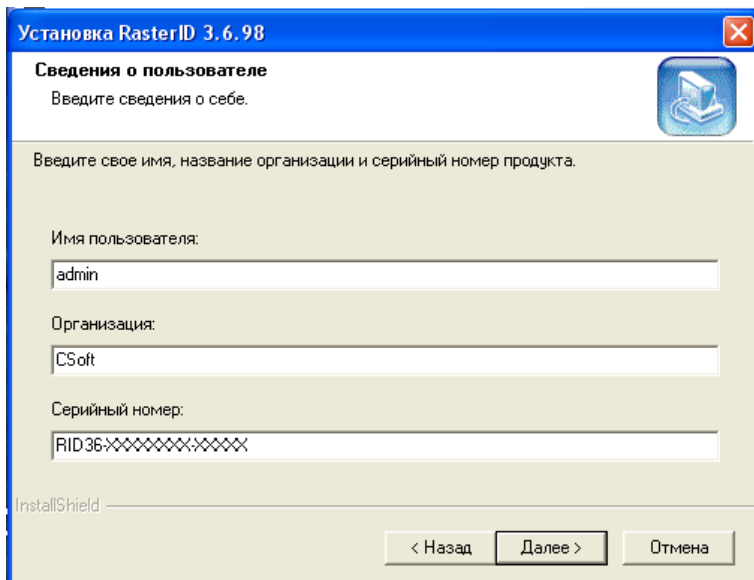 Установка RasterID 3.6.98
Сведения о пользователе
Введите сведения о себе.
Введите свое имя, название организации и серийный номер продукта.
Имя пользователя:
admin
Организация:
CSoft
Серийный номер:
RID36-XXXXXXXX-XXXXX
InstallShield
< Назад
Далее >
Отмена